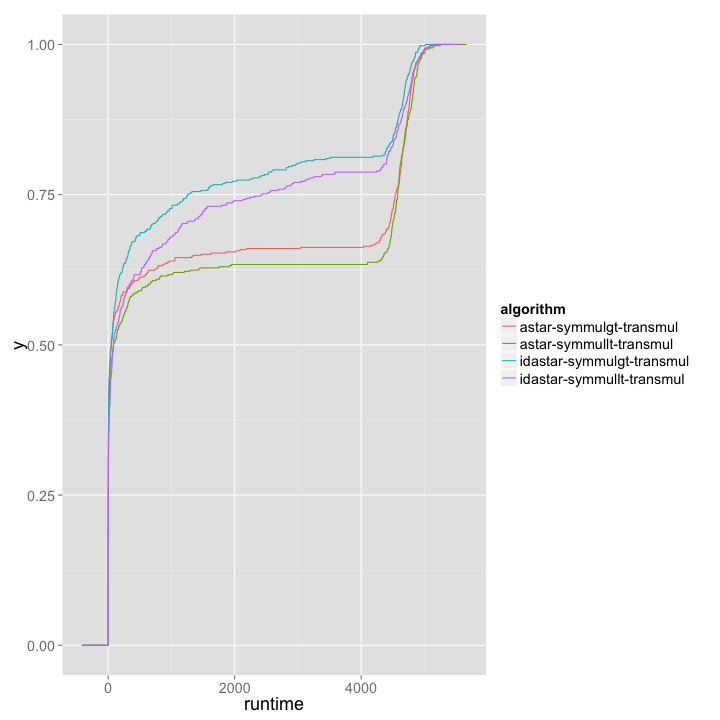 1.00
0.75
0.50
0.25
0.00
y
0
2000
4000
runtime
algorithm
astar-symmulgt-transmul
astar-symmullt-transmul
idastar-symmulgt-transmul
idastar-symmullt-transmul